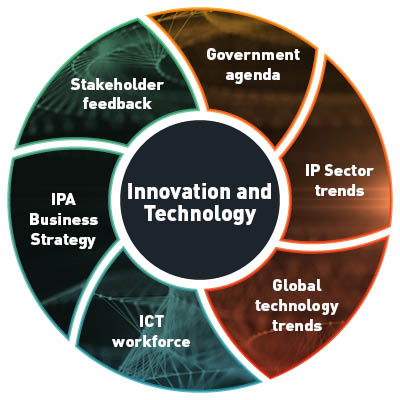 Innovation and
Technology
Government
agenda
IP Sector
trends
Global
technology
trends
ICT
workforce
IPA
Business
Strategy
Stakeholder
feedback